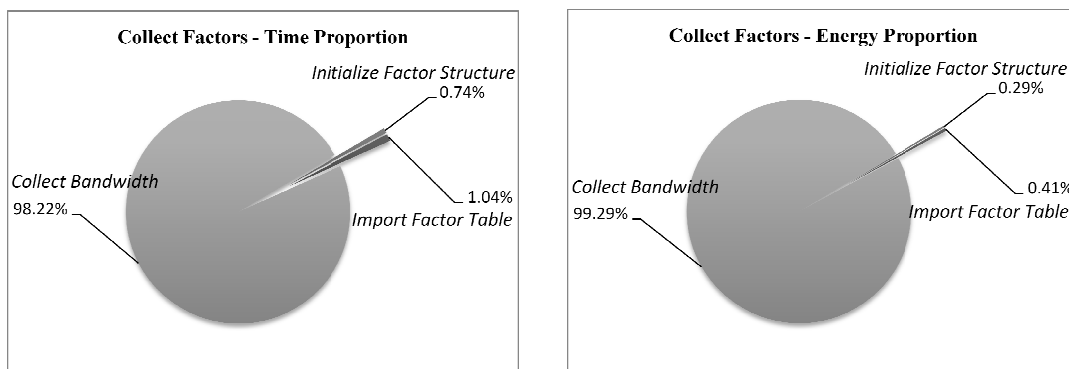 Collect Factors - Time Proportion
Initialize Factor Structure
0.74%
Collect Bandwidth
98.22%
1.04%
Import Factor Table
Collect Factors - Energy Proportion
Initialize Factor Structure
0.29%
Collect Bandwidth
99.29%
0.41%
Import Factor Table